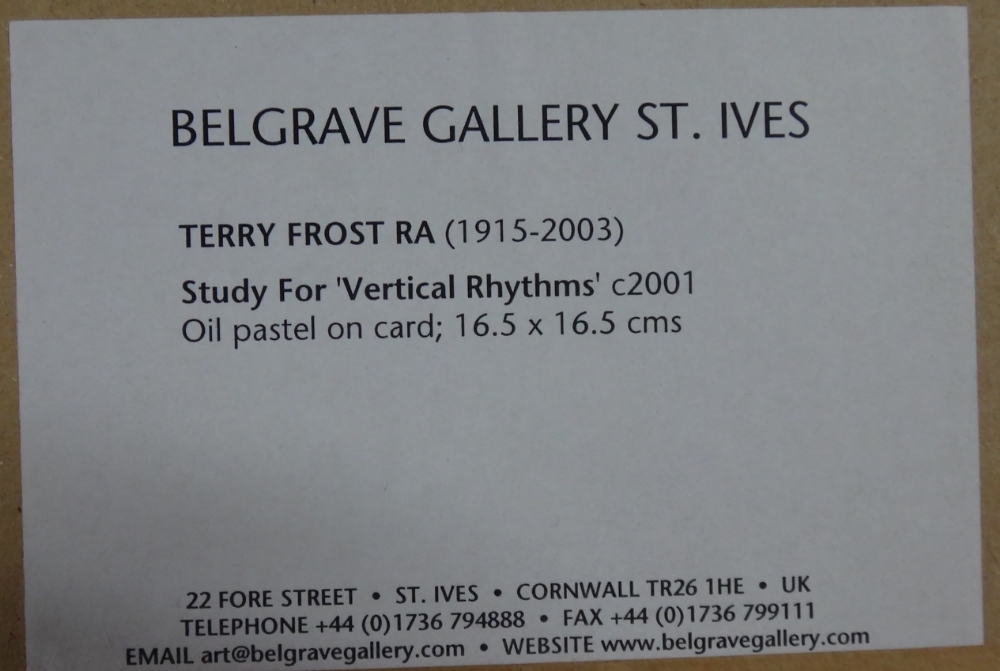 BELGRAVE GALLERY ST. IVES
TERRY FROST RA (1915-2003)
Study For 'Vertical Rhythms' c2001
Oil pastel on card; 16.5 x 16.5 cms
22 FORE STREET • ST. IVES • CORNWALL TR26 1HE • UK
TELEPHONE +44 (0)1736 794888 • FAX +44 (0)1736 799111
EMAIL art@belgravegallery.com • WEBSITE www.belgravegallery.com